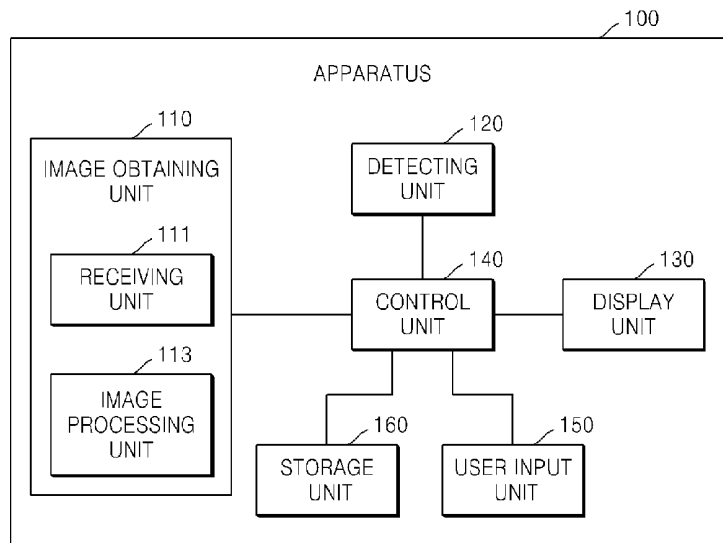 100
APPARATUS
110
IMAGE OBTAINING
UNIT
111
RECEIVING
UNIT
113
IMAGE
PROCESSING
UNIT
120
DETECTING
UNIT
140
CONTROL
UNIT
130
DISPLAY
UNIT
160
STORAGE
UNIT
150
USER INPUT
UNIT